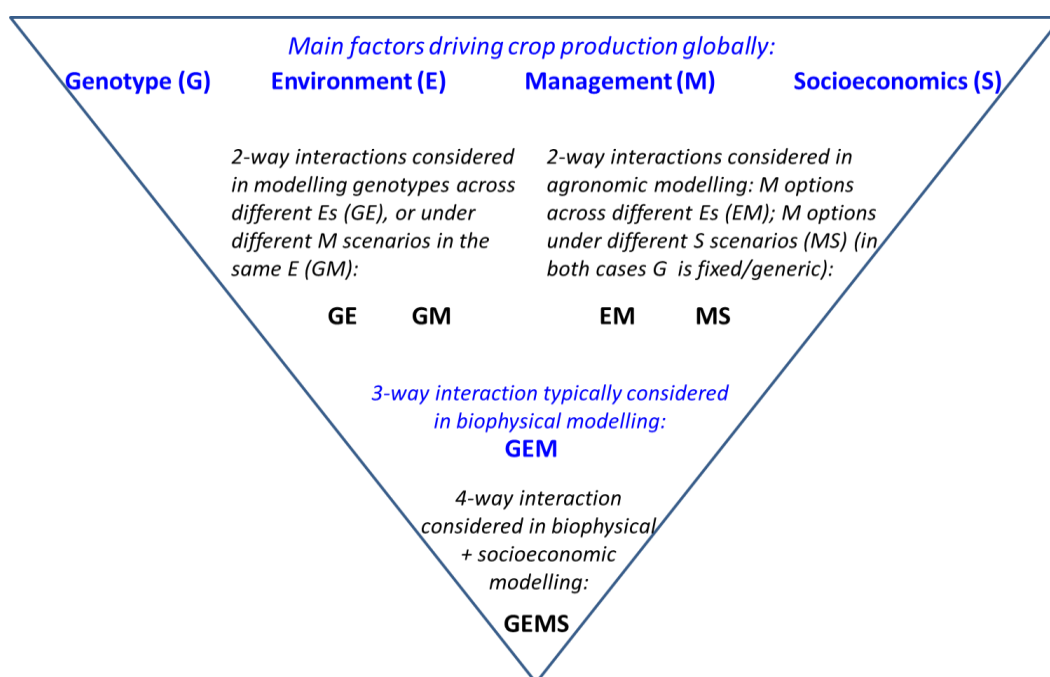 Main factors driving crop production globally:
Genotype (G) Environment (E) Management (M) Socioeconomics (S)
2-way interactions considered
in modelling genotypes across
different Es (GE), or under
different M scenarios in the
same E (GM):
GE GM
2-way interactions considered in
agronomic modelling: M options
across different Es (EM); M options
under different S scenarios (MS) (in
both cases G is fixed/generic):
EM MS
3-way interaction typically considered
in biophysical modelling:
GEM
4-way interaction
considered in biophysical
+ socioeconomic
modelling:
GEMS